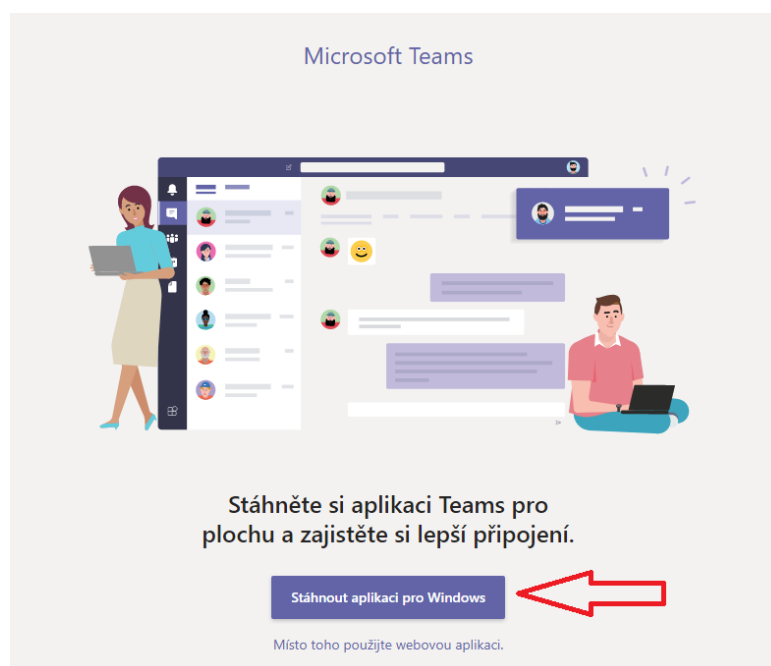 Microsoft Teams
Stáhněte si aplikaci Teams pro
plochu a zajistěte si lepší připojení.
Stáhnout aplikaci pro Windows
Místo toho použijte webovou aplikaci.